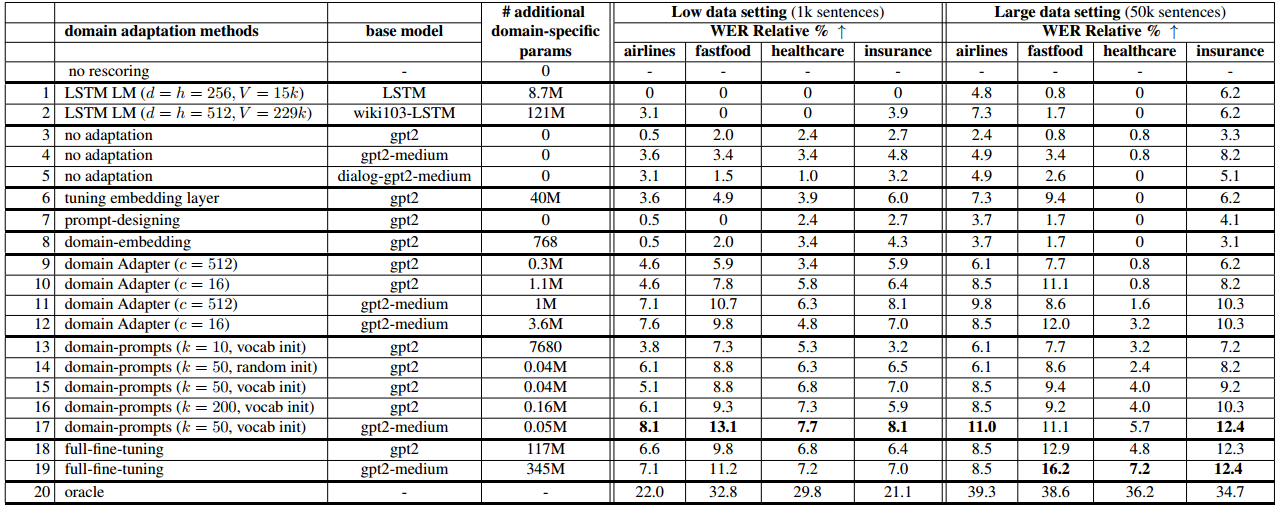 # additional Low data setting (1k sentences) Large data setting (50k sentences)
domain adaptation methods base model domain-specific WER Relative % ↑ WER Relative % ↑
params airlines fastfood healthcare insurance airlines fastfood healthcare insurance
no rescoring - 0 - - - - - - - -
1 LSTM LM (d = h = 256, V = 15k) LSTM 8.7M 0 0 0 0 4.8 0.8 0 6.2
2 LSTM LM (d = h = 512, V = 229k) wiki103-LSTM 121M 3.1 0 0 3.9 7.3 1.7 0 6.2
3 no adaptation gpt2 0 0.5 2.0 2.4 2.7 2.4 0.8 0.8 3.3
4 no adaptation gpt2-medium 0 3.6 3.4 3.4 4.8 4.9 3.4 0.8 8.2
5 no adaptation dialog-gpt2-medium 0 3.1 1.5 1.0 3.2 4.9 2.6 0 5.1
6 tuning embedding layer gpt2 40M 3.6 4.9 3.9 6.0 7.3 9.4 0 6.2
7 prompt-designing gpt2 0 0.5 0 2.4 2.7 3.7 1.7 0 4.1
8 domain-embedding gpt2 768 0.5 2.0 3.4 4.3 3.7 1.7 0 3.1
9 domain Adapter (c = 512) gpt2 0.3M 4.6 5.9 3.4 5.9 6.1 7.7 0.8 6.2
10 domain Adapter (c = 16) gpt2 1.1M 4.6 7.8 5.8 6.4 8.5 11.1 0.8 8.2
11 domain Adapter (c = 512) gpt2-medium 1M 7.1 10.7 6.3 8.1 9.8 8.6 1.6 10.3
12 domain Adapter (c = 16) gpt2-medium 3.6M 7.6 9.8 4.8 7.0 8.5 12.0 3.2 10.3
13 domain-prompts (k = 10, vocab init) gpt2 7680 3.8 7.3 5.3 3.2 6.1 7.7 3.2 7.2
14 domain-prompts (k = 50, random init) gpt2 0.04M 6.1 8.8 6.3 6.5 6.1 8.6 2.4 8.2
15 domain-prompts (k = 50, vocab init) gpt2 0.04M 5.1 8.8 6.8 7.0 8.5 9.4 4.0 9.2
16 domain-prompts (k = 200, vocab init) gpt2 0.16M 6.1 9.3 7.3 5.9 8.5 9.2 4.0 10.3
17 domain-prompts (k = 50, vocab init) gpt2-medium 0.05M 8.1 13.1 7.7 8.1 11.0 11.1 5.7 12.4
18 full-fine-tuning gpt2 117M 6.6 9.8 6.8 6.4 8.5 12.9 4.8 12.3
19 full-fine-tuning gpt2-medium 345M 7.1 11.2 7.2 7.0 8.5 16.2 7.2 12.4
20 oracle - - 22.0 32.8 29.8 21.1 39.3 38.6 36.2 34.7